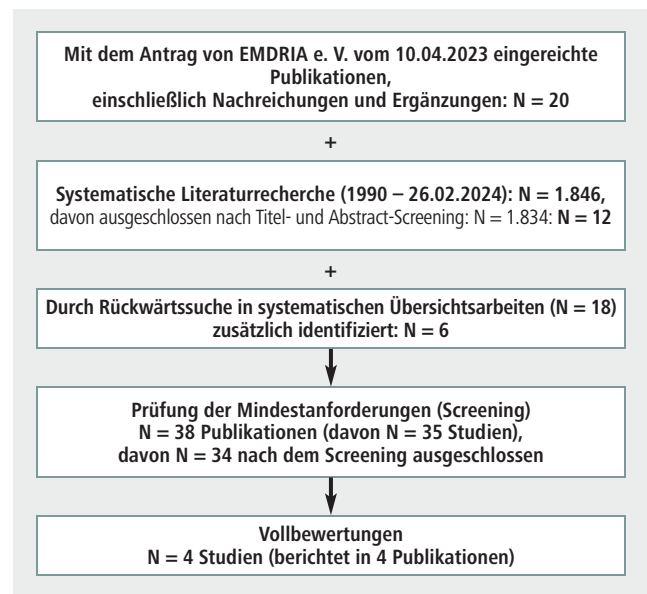 Mit dem Antrag von EMDRIA e. V. vom 10.04.2023 eingereichte
Publikationen,
einschließlich Nachreichungen und Ergänzungen: N = 20
+
Systematische Literaturrecherche (1990 – 26.02.2024): N = 1.846,
davon ausgeschlossen nach Titel- und Abstract-Screening: N = 1.834: N = 12
+
Durch Rückwärtssuche in systematischen Übersichtsarbeiten (N = 18)
zusätzlich identifiziert: N = 6
Prüfung der Mindestanforderungen (Screening)
N = 38 Publikationen (davon N = 35 Studien),
davon N = 34 nach dem Screening ausgeschlossen
Vollbewertungen
N = 4 Studien (berichtet in 4 Publikationen)